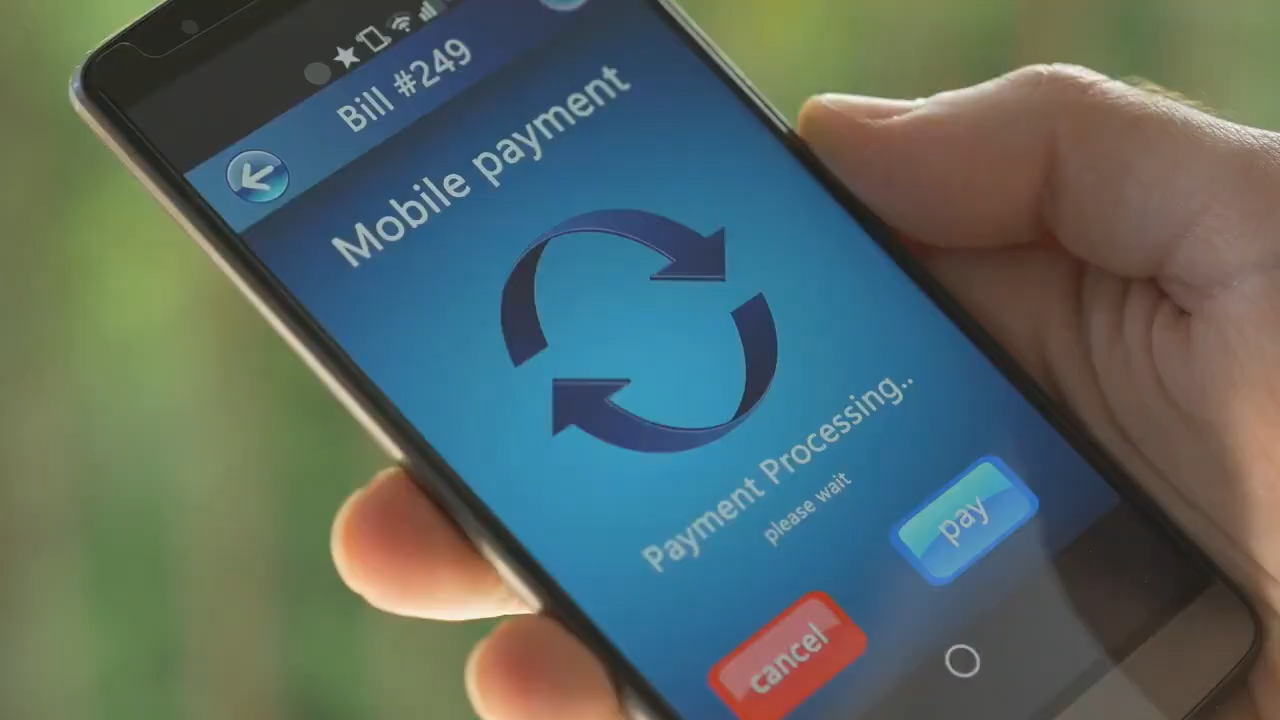 Bill #249
Mobile payment
Payment Processing..
please wait
pay
cancel